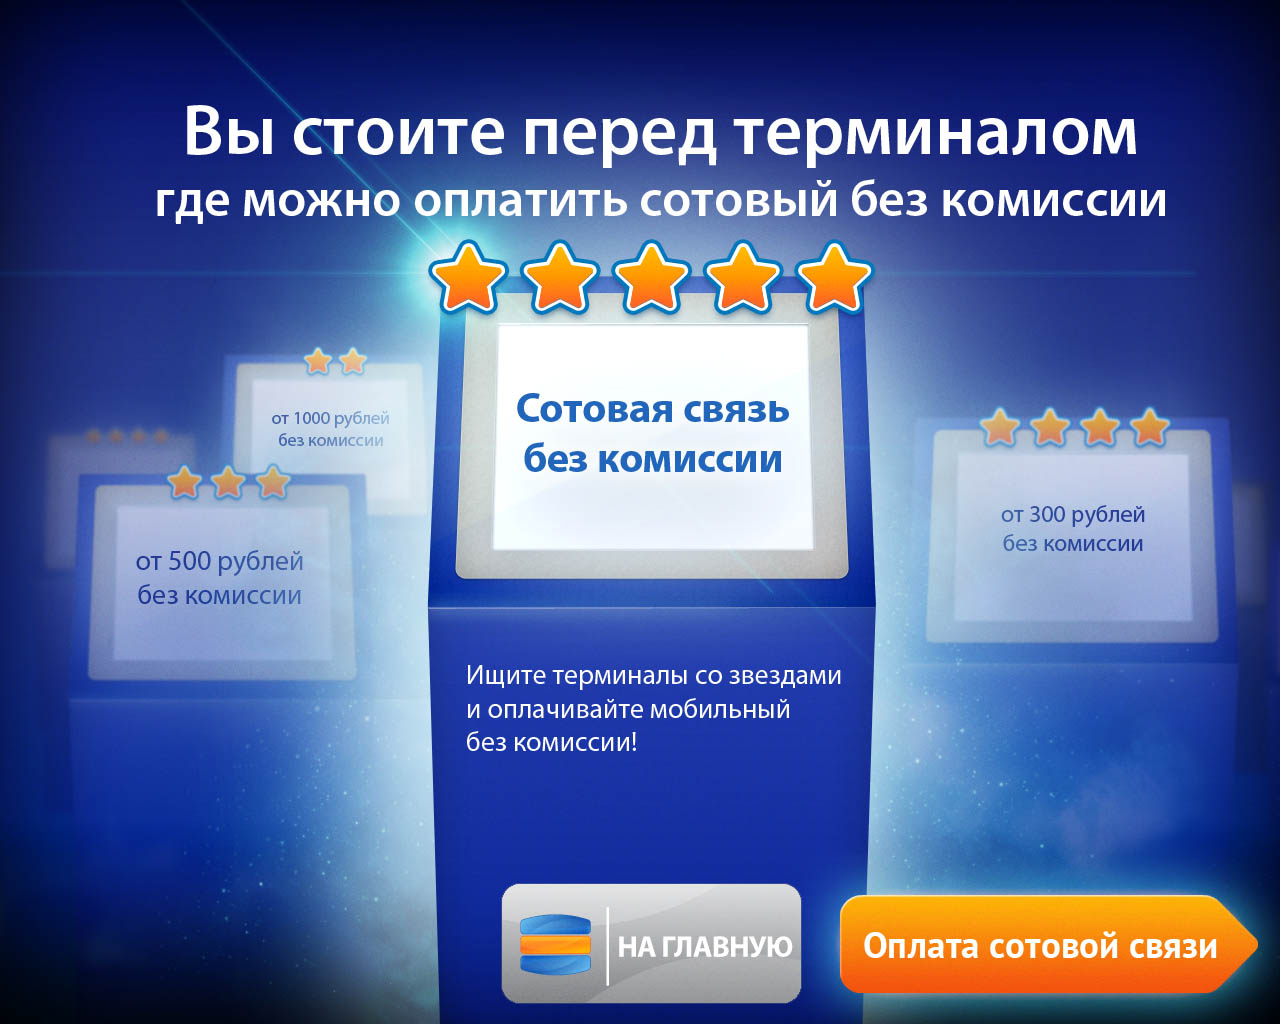 Вы стоите перед терминалом
где можно оплатить сотовый без комиссии
от 1000 рублей
без комиссии
Сотовая связь
без комиссии
от 500 рублей
без комиссии
от 300 рублей
без комиссии
Ищите терминалы со звездами
и оплачивайте мобильный
без комиссии!
НА ГЛАВНУЮ
Оплата сотовой связи